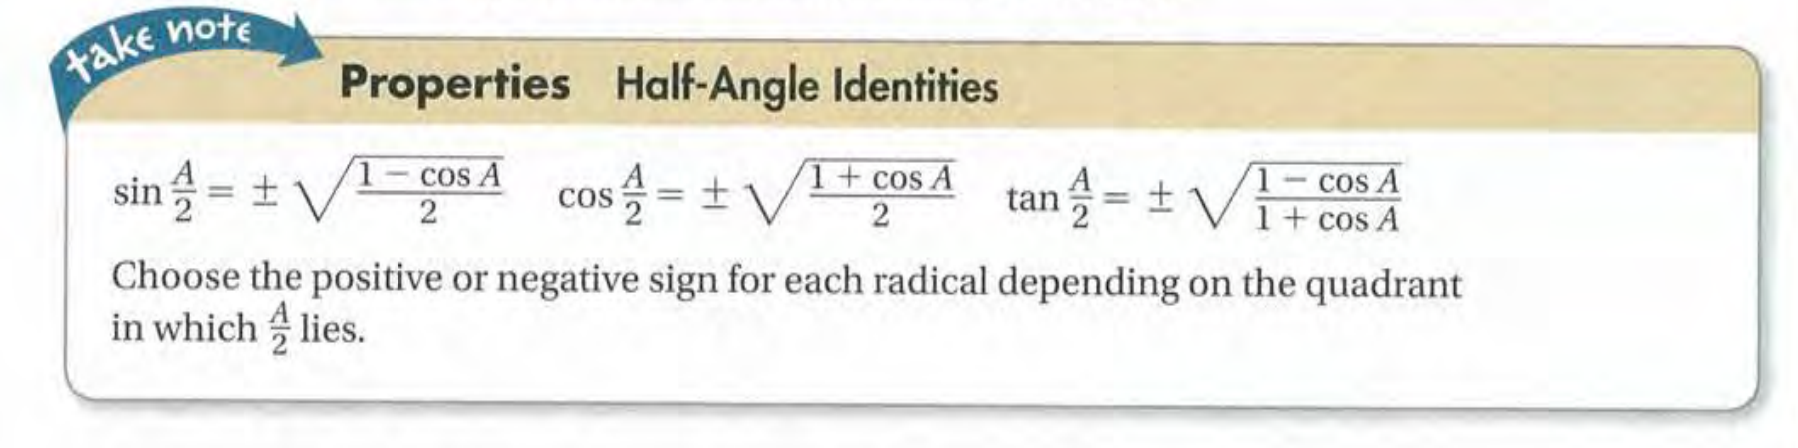 take note
Properties Half-Angle Identities
sin A/2 = ± √((1 − cos A)/2) cos A/2 = ± √((1 + cos A)/2) tan A/2 = ± √((1 − cos A)/(1 + cos A))
Choose the positive or negative sign for each radical depending on the quadrant
in which A/2 lies.